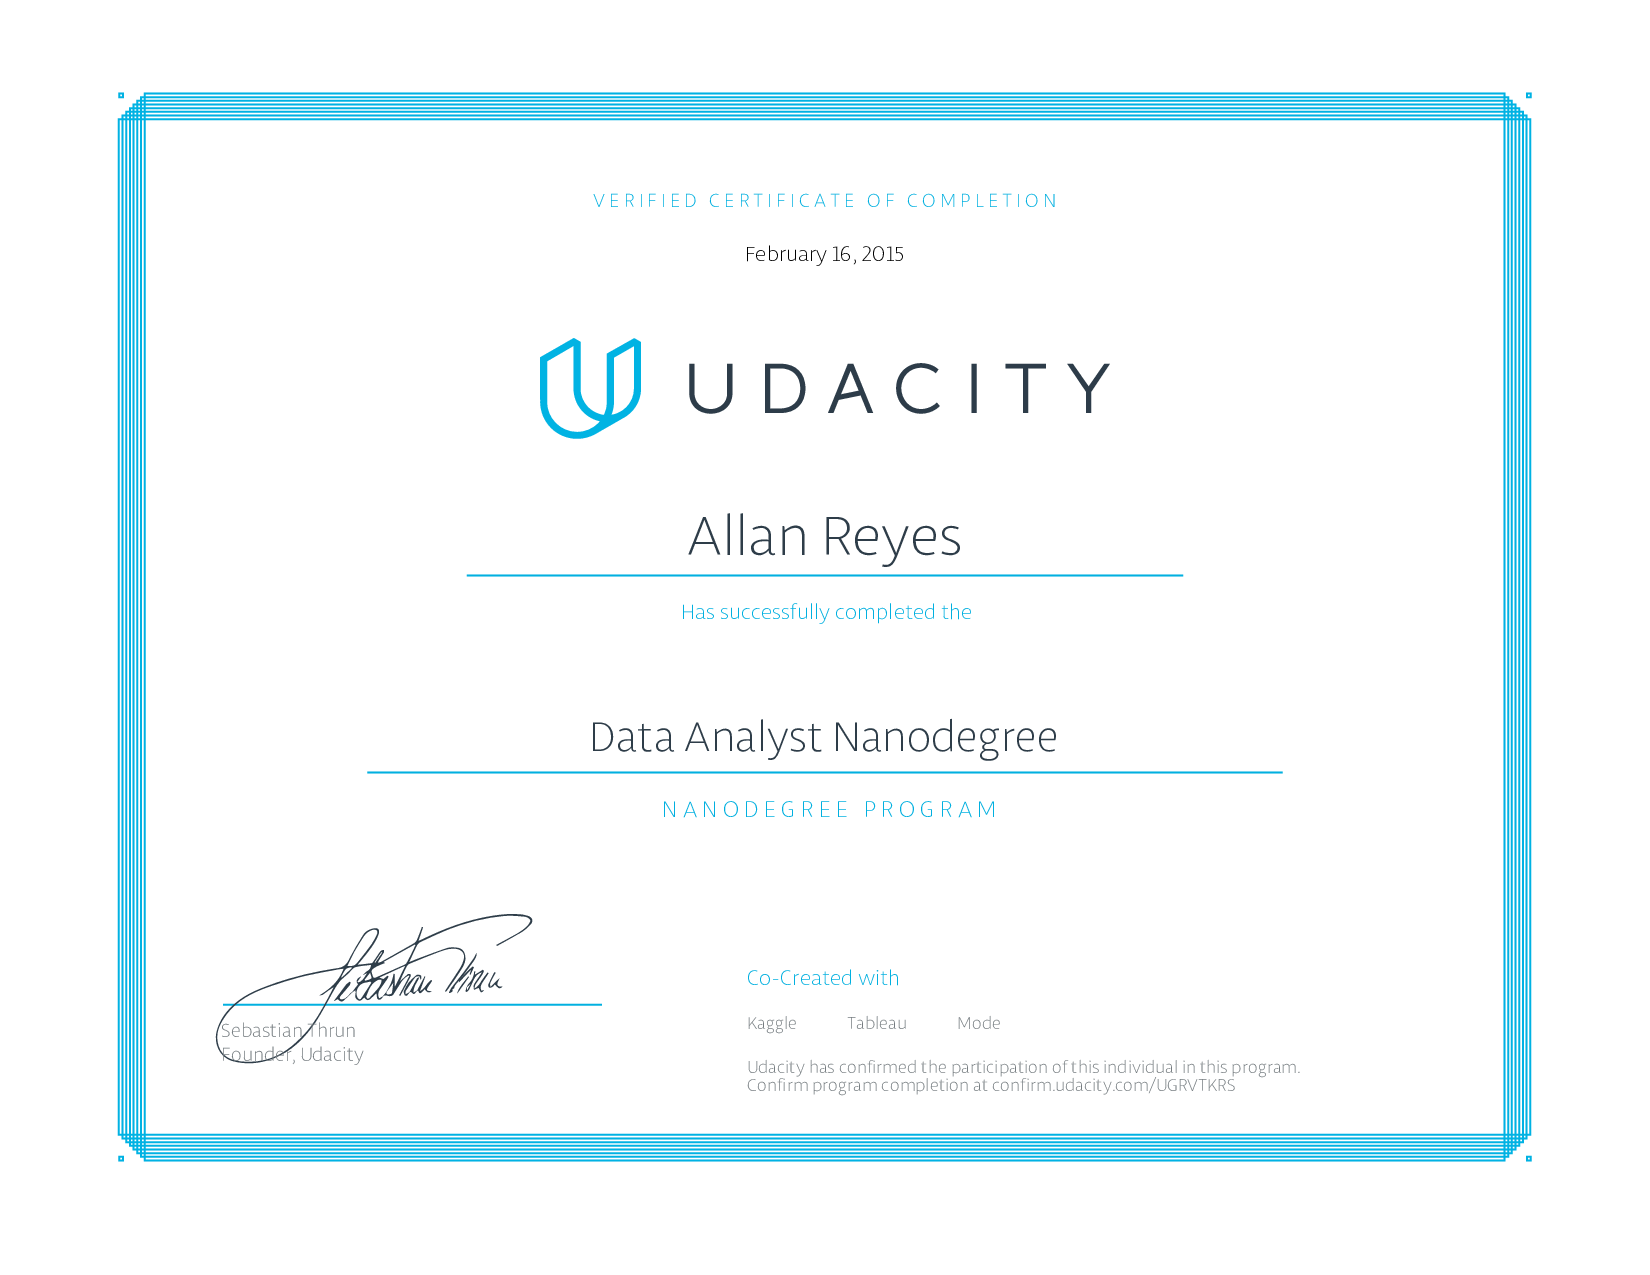 VERIFIED CERTIFICATE OF COMPLETION
February 16, 2015
UDACITY
Allan Reyes
Has successfully completed the
Data Analyst Nanodegree
NANODEGREE PROGRAM
Sebastian Thrun
Sebastian Thrun
Founder, Udacity
Co-Created with
Kaggle Tableau Mode
Udacity has confirmed the participation of this individual in this program.
Confirm program completion at confirm.udacity.com/UGRVTKRS